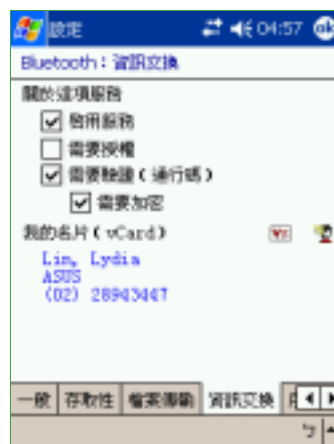 設定 04:57 ok
Bluetooth：資訊交換
關於這項服務
啟用服務
需要授權
需要驗證（通行碼）
需要加密
我的名片（vCard）
Lin, Lydia
ASUS
(02) 28943447
一般 存取性 檔案傳輸 資訊交換
ㄅ